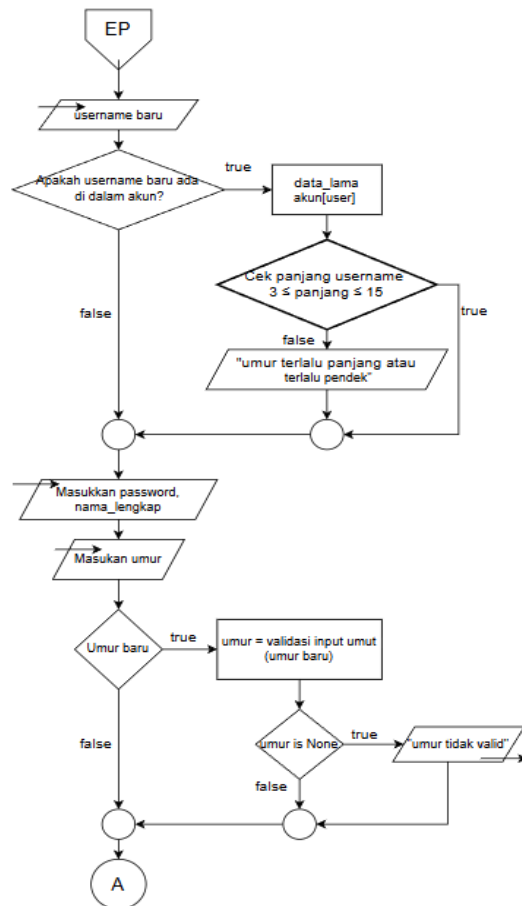 EP
username baru
Apakah username baru ada
di dalam akun?
true
data_lama
akun[user]
Cek panjang username
3 ≤ panjang ≤ 15
true
false
false
"umur terlalu panjang atau
terlalu pendek"
Masukkan password,
nama_lengkap
Masukan umur
Umur baru
true
umur = validasi input umut
(umur baru)
umur is None
true
"umur tidak valid"
false
false
A